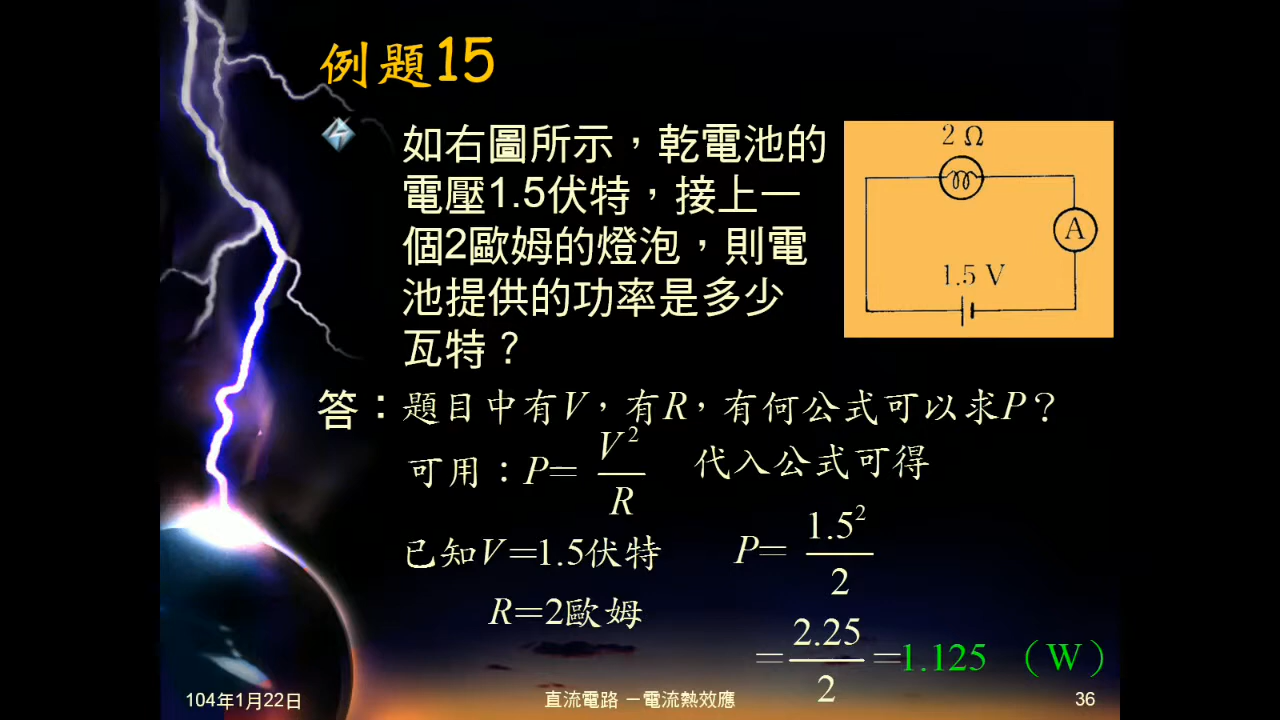 例題15
如右圖所示，乾電池的
電壓1.5伏特，接上一
個2歐姆的燈泡，則電
池提供的功率是多少
瓦特？
2 Ω
A
1.5 V
答：題目中有V，有R，有何公式可以求P？
可用：P＝ V²/R 代入公式可得
已知V＝1.5伏特 P＝ 1.5²/2
R＝2歐姆
＝2.25/2＝1.125（W）
104年1月22日 直流電路 －電流熱效應 36